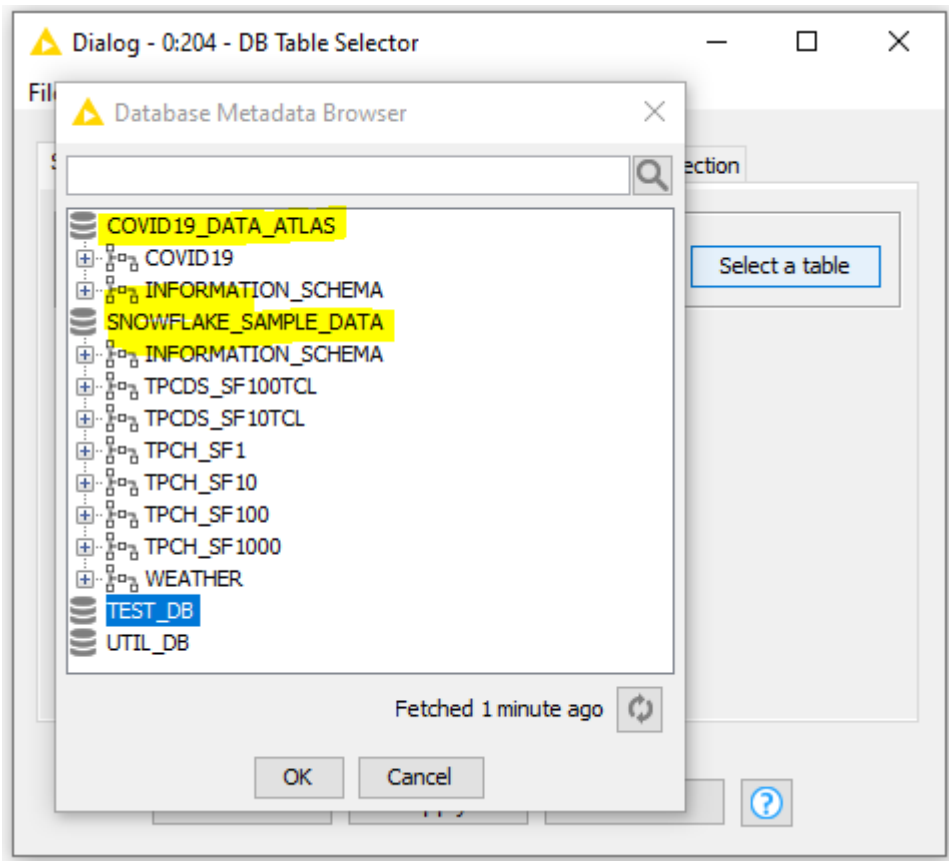 Dialog - 0:204 - DB Table Selector
Database Metadata Browser
ection
COVID19_DATA_ATLAS
COVID19
Select a table
INFORMATION_SCHEMA
SNOWFLAKE_SAMPLE_DATA
INFORMATION_SCHEMA
TPCDS_SF100TCL
TPCDS_SF10TCL
TPCH_SF1
TPCH_SF10
TPCH_SF100
TPCH_SF1000
WEATHER
TEST_DB
UTIL_DB
Fetched 1 minute ago
OK Cancel
?